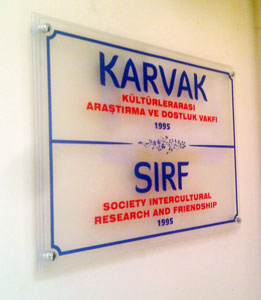 KARVAK
KÜLTÜRLERARASI
ARAŞTIRMA VE DOSTLUK VAKFI
1995
SIRF
SOCIETY INTERCULTURAL
RESEARCH AND FRIENDSHIP
1995